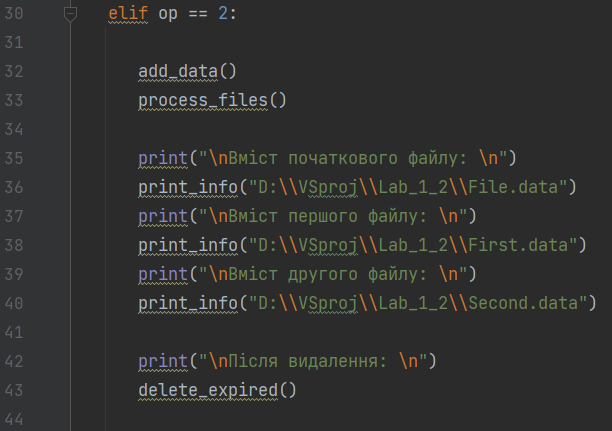 30 elif op == 2:
31
32 add_data()
33 process_files()
34
35 print("\nВміст початкового файлу: \n")
36 print_info("D:\\VSproj\\Lab_1_2\\File.data")
37 print("\nВміст першого файлу: \n")
38 print_info("D:\\VSproj\\Lab_1_2\\First.data")
39 print("\nВміст другого файлу: \n")
40 print_info("D:\\VSproj\\Lab_1_2\\Second.data")
41
42 print("\nПісля видалення: \n")
43 delete_expired()
44